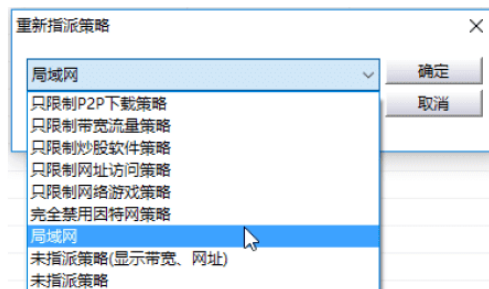 重新指派策略
局域网
确定
取消
只限制P2P下载策略
只限制带宽流量策略
只限制炒股软件策略
只限制网址访问策略
只限制网络游戏策略
完全禁用因特网策略
局域网
未指派策略(显示带宽、网址)
未指派策略